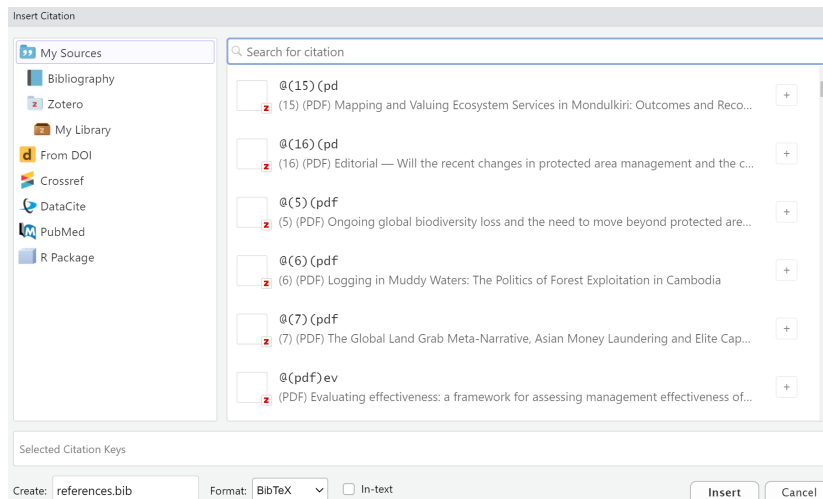 Insert Citation
My Sources
Bibliography
Zotero
My Library
From DOI
Crossref
DataCite
PubMed
R Package
Search for citation
@(15)(pd
(15) (PDF) Mapping and Valuing Ecosystem Services in Mondulkiri: Outcomes and Reco...
@(16)(pd
(16) (PDF) Editorial — Will the recent changes in protected area management and the c...
@(5)(pdf
(5) (PDF) Ongoing global biodiversity loss and the need to move beyond protected are...
@(6)(pdf
(6) (PDF) Logging in Muddy Waters: The Politics of Forest Exploitation in Cambodia
@(7)(pdf
(7) (PDF) The Global Land Grab Meta-Narrative, Asian Money Laundering and Elite Cap...
@(pdf)ev
(PDF) Evaluating effectiveness: a framework for assessing management effectiveness of...
Selected Citation Keys
Create: references.bib Format: BibTeX In-text Insert Cancel